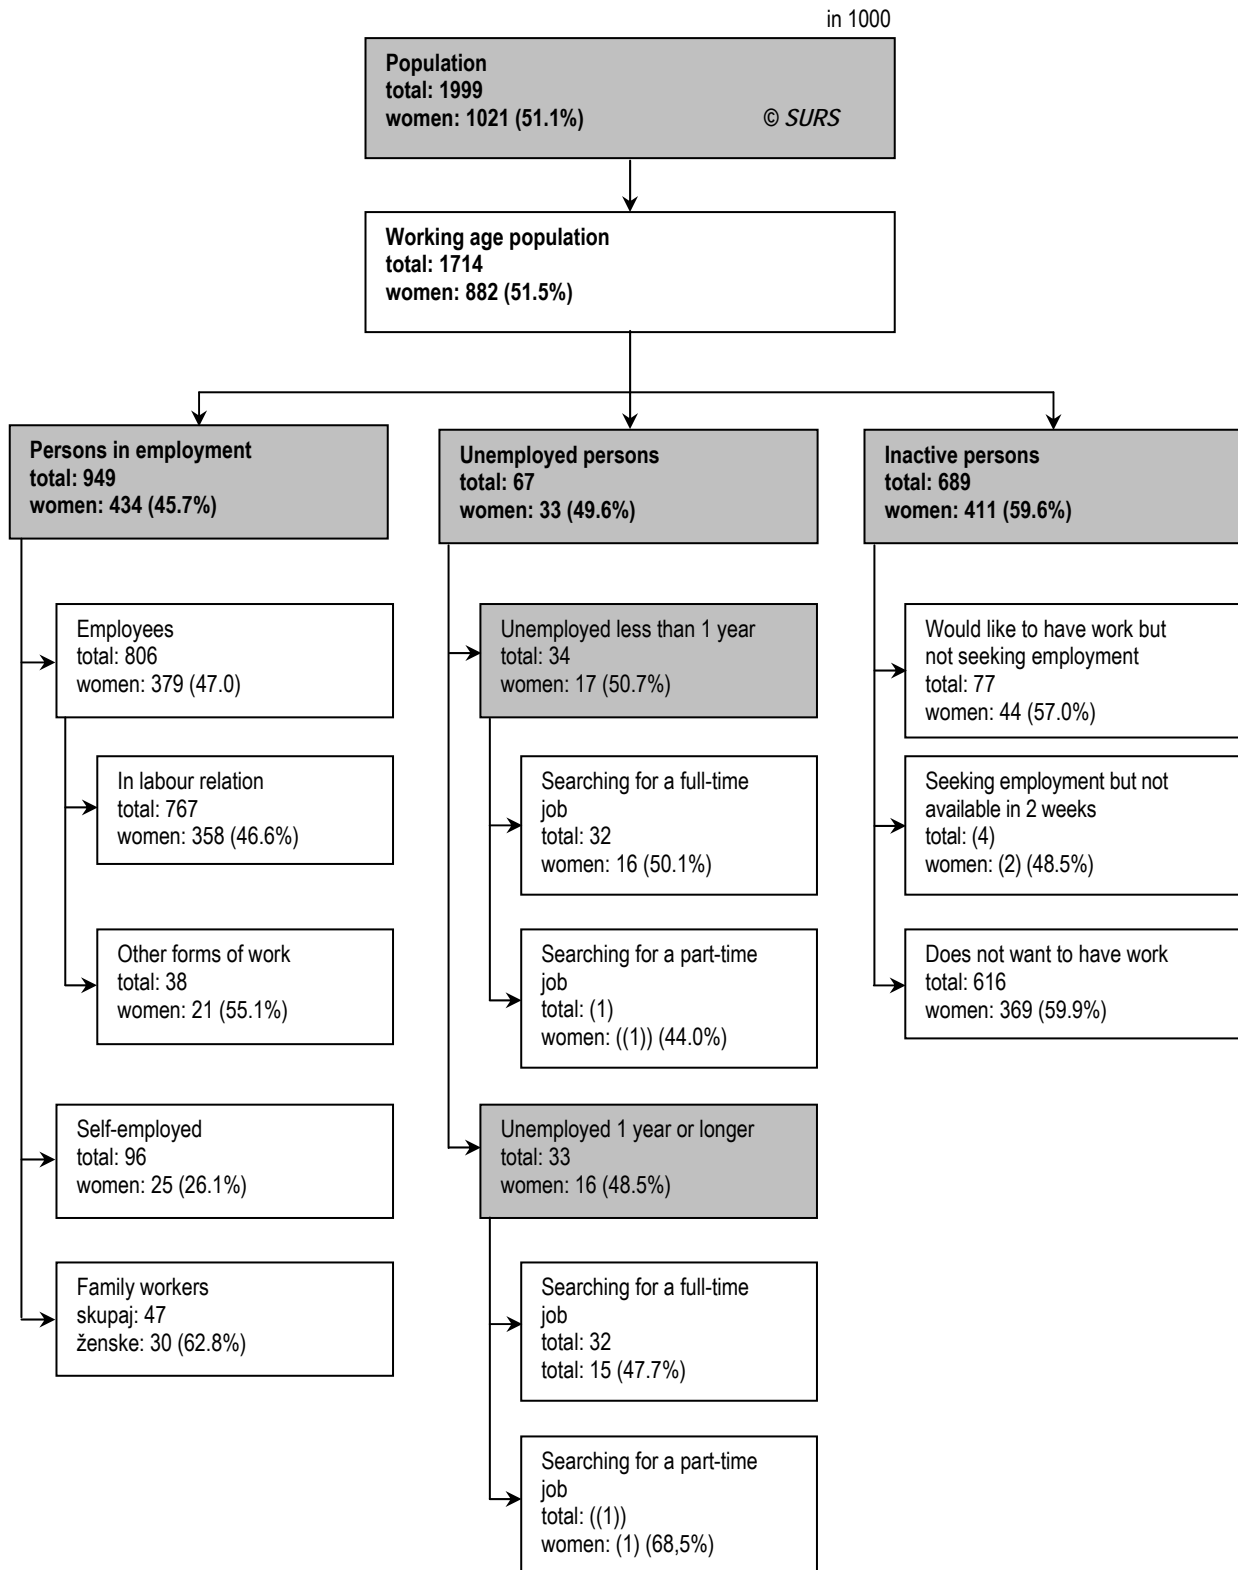 in 1000
Population
total: 1999
women: 1021 (51.1%)
© SURS
Working age population
total: 1714
women: 882 (51.5%)
Persons in employment
total: 949
women: 434 (45.7%)
Employees
total: 806
women: 379 (47.0)
In labour relation
total: 767
women: 358 (46.6%)
Other forms of work
total: 38
women: 21 (55.1%)
Self-employed
total: 96
women: 25 (26.1%)
Family workers
skupaj: 47
ženske: 30 (62.8%)
Unemployed persons
total: 67
women: 33 (49.6%)
Unemployed less than 1 year
total: 34
women: 17 (50.7%)
Searching for a full-time
job
total: 32
women: 16 (50.1%)
Searching for a part-time
job
total: (1)
women: ((1)) (44.0%)
Unemployed 1 year or longer
total: 33
women: 16 (48.5%)
Searching for a full-time
job
total: 32
total: 15 (47.7%)
Searching for a part-time
job
total: ((1))
women: (1) (68,5%)
Inactive persons
total: 689
women: 411 (59.6%)
Would like to have work but
not seeking employment
total: 77
women: 44 (57.0%)
Seeking employment but not
available in 2 weeks
total: (4)
women: (2) (48.5%)
Does not want to have work
total: 616
women: 369 (59.9%)